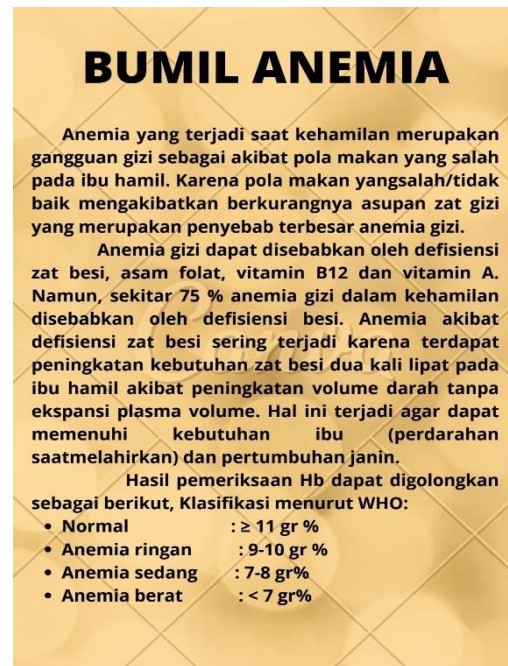 BUMIL ANEMIA
Anemia yang terjadi saat kehamilan merupakan
gangguan gizi sebagai akibat pola makan yang salah
pada ibu hamil. Karena pola makan yangsalah/tidak
baik mengakibatkan berkurangnya asupan zat gizi
yang merupakan penyebab terbesar anemia gizi.
Anemia gizi dapat disebabkan oleh defisiensi
zat besi, asam folat, vitamin B12 dan vitamin A.
Namun, sekitar 75 % anemia gizi dalam kehamilan
disebabkan oleh defisiensi besi. Anemia akibat
defisiensi zat besi sering terjadi karena terdapat
peningkatan kebutuhan zat besi dua kali lipat pada
ibu hamil akibat peningkatan volume darah tanpa
ekspansi plasma volume. Hal ini terjadi agar dapat
memenuhi kebutuhan ibu (perdarahan
saatmelahirkan) dan pertumbuhan janin.
Hasil pemeriksaan Hb dapat digolongkan
sebagai berikut, Klasifikasi menurut WHO:
• Normal : ≥ 11 gr %
• Anemia ringan : 9-10 gr %
• Anemia sedang : 7-8 gr%
• Anemia berat : < 7 gr%